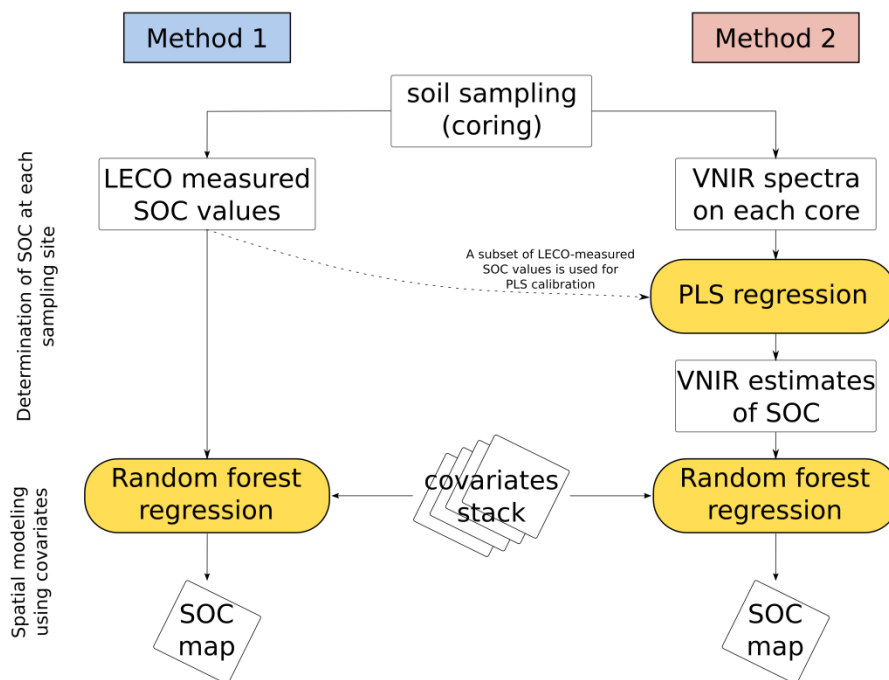 Method 1
Method 2
soil sampling
(coring)
LECO measured
SOC values
VNIR spectra
on each core
A subset of LECO-measured
SOC values is used for
PLS calibration
PLS regression
VNIR estimates
of SOC
Determination of SOC at each
sampling site
Random forest
regression
covariates
stack
Random forest
regression
Spatial modeling
using covariates
SOC
map
SOC
map